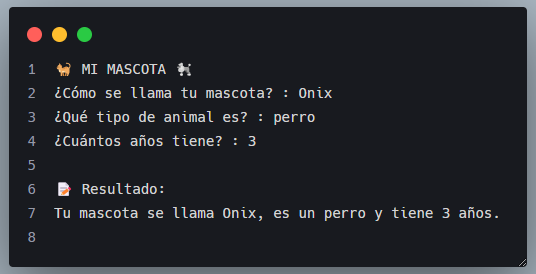 1 🐈 MI MASCOTA 🐩
2 ¿Cómo se llama tu mascota? : Onix
3 ¿Qué tipo de animal es? : perro
4 ¿Cuántos años tiene? : 3
5
6 📝 Resultado:
7 Tu mascota se llama Onix, es un perro y tiene 3 años.
8